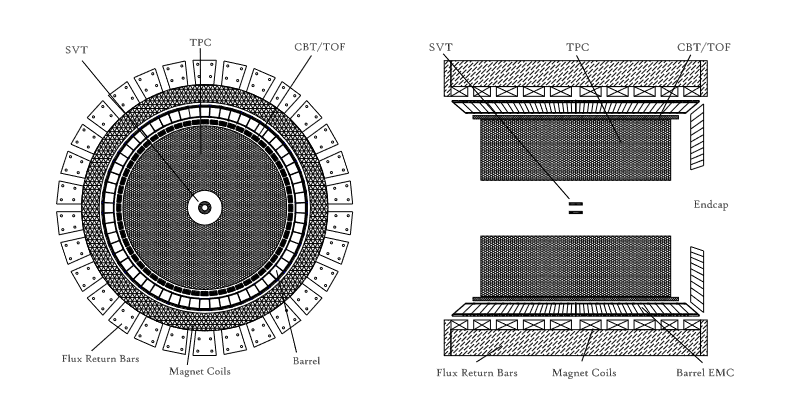 SVT
TPC
CBT/TOF
Flux Return Bars
Magnet Coils
Barrel
SVT
TPC
CBT/TOF
Endcap
Flux Return Bars
Magnet Coils
Barrel EMC